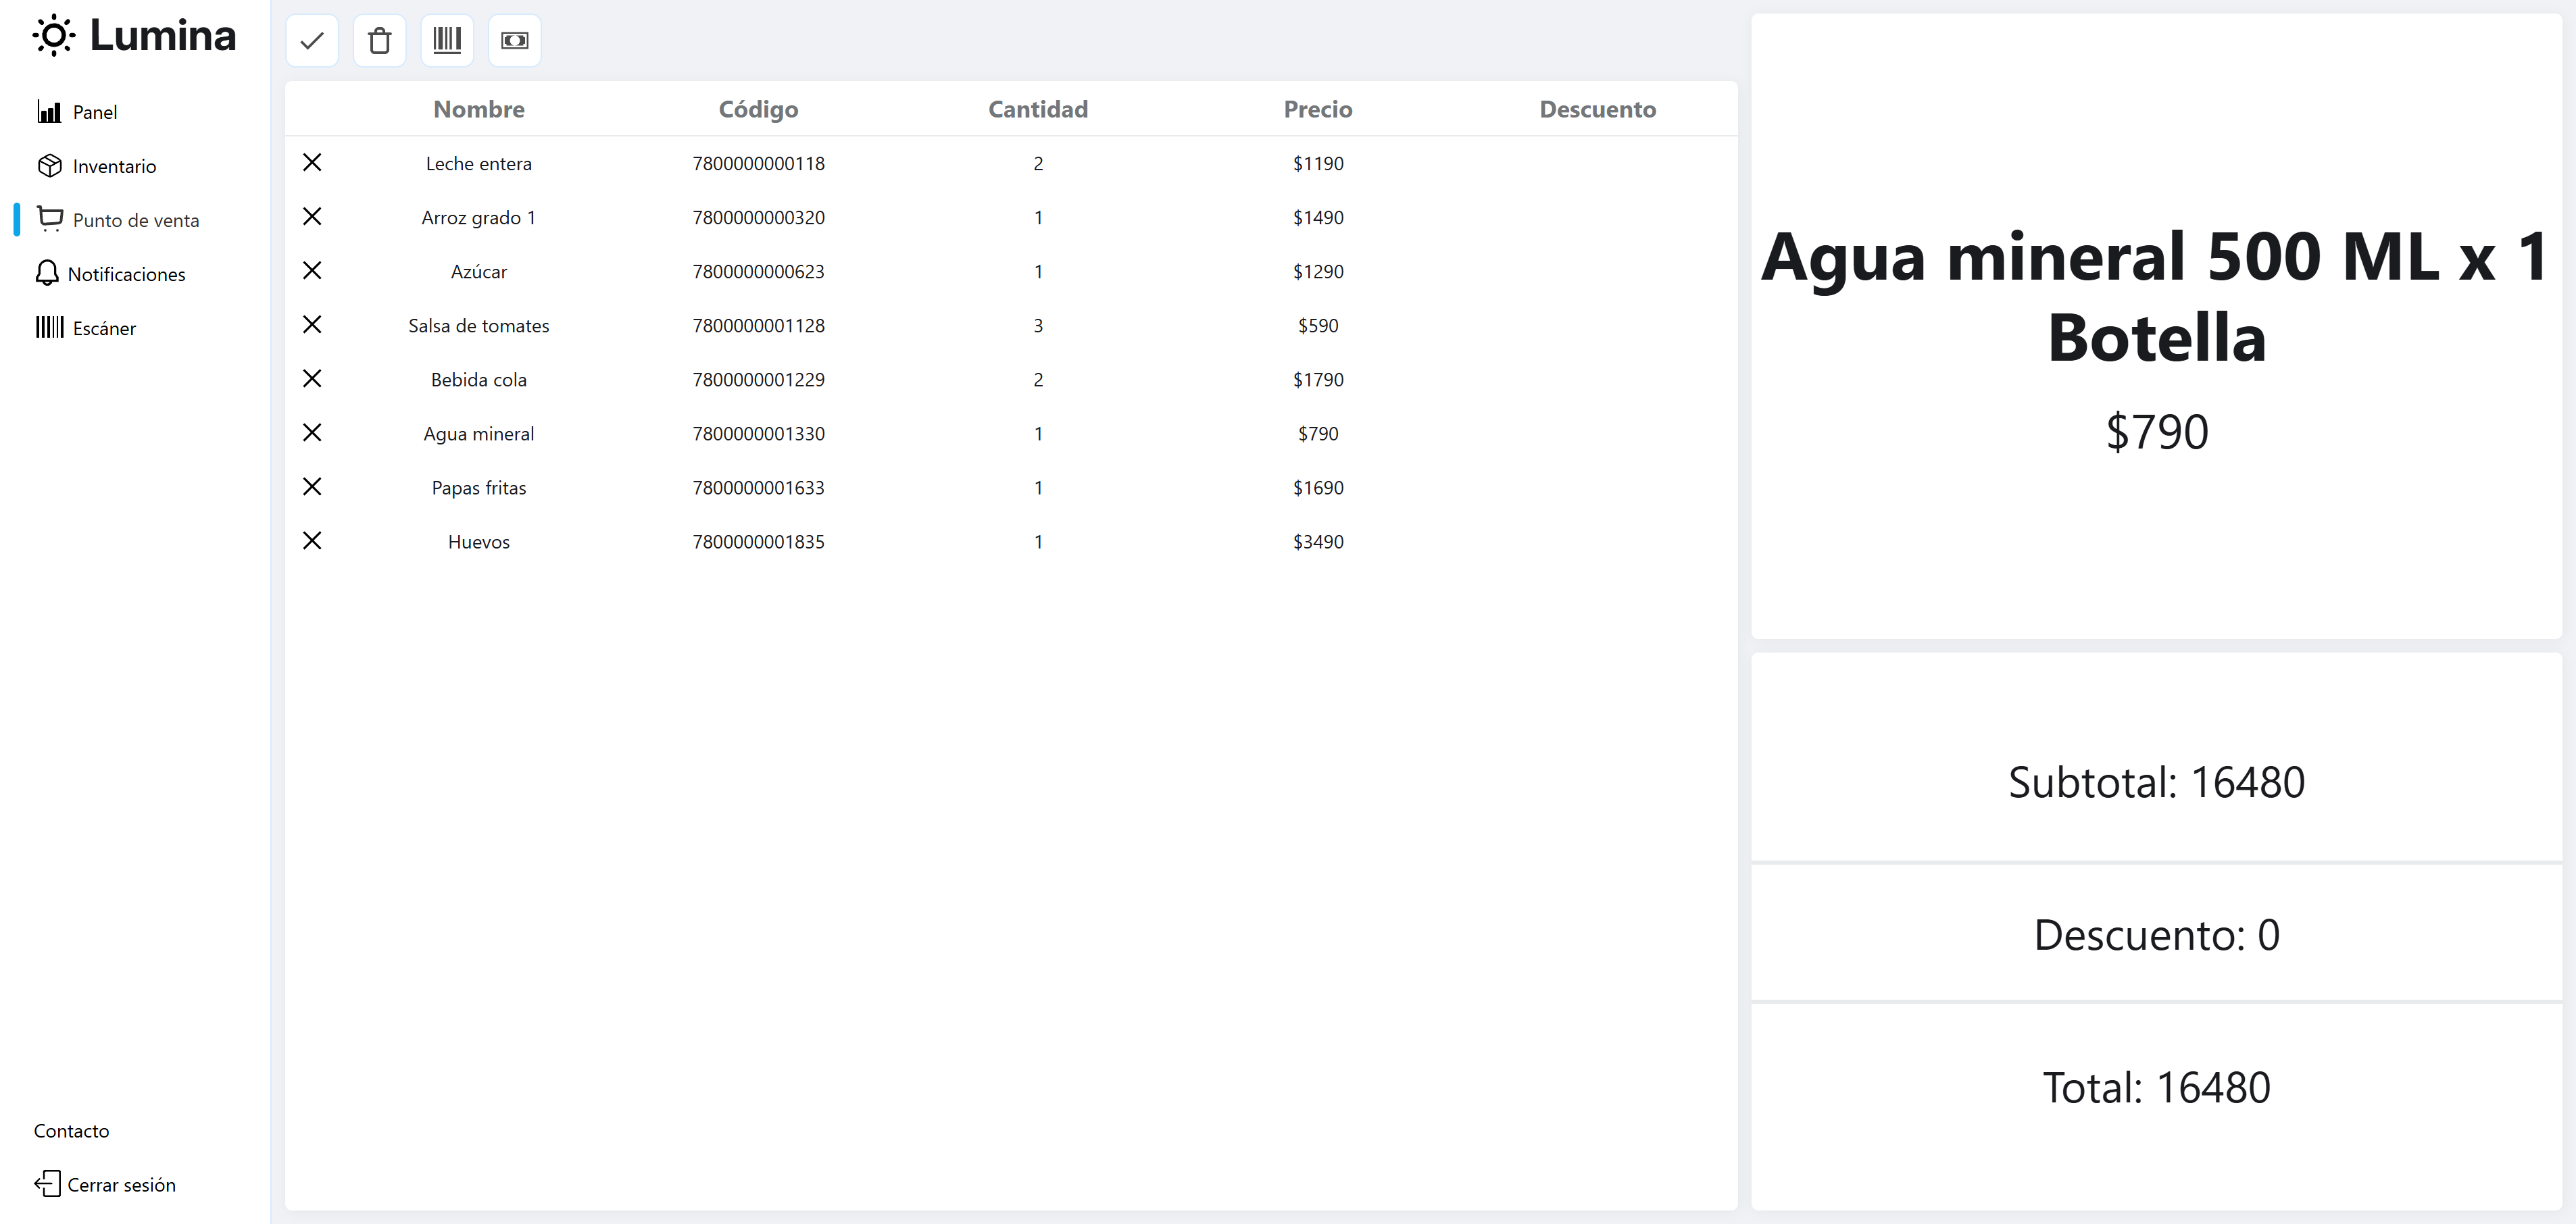 Lumina
Panel
Inventario
Punto de venta
Notificaciones
Escáner
Contacto
Cerrar sesión
Nombre Código Cantidad Precio Descuento
Leche entera 7800000000118 2 $1190
Arroz grado 1 7800000000320 1 $1490
Azúcar 7800000000623 1 $1290
Salsa de tomates 7800000001128 3 $590
Bebida cola 7800000001229 2 $1790
Agua mineral 7800000001330 1 $790
Papas fritas 7800000001633 1 $1690
Huevos 7800000001835 1 $3490
Agua mineral 500 ML x 1
Botella
$790
Subtotal: 16480
Descuento: 0
Total: 16480